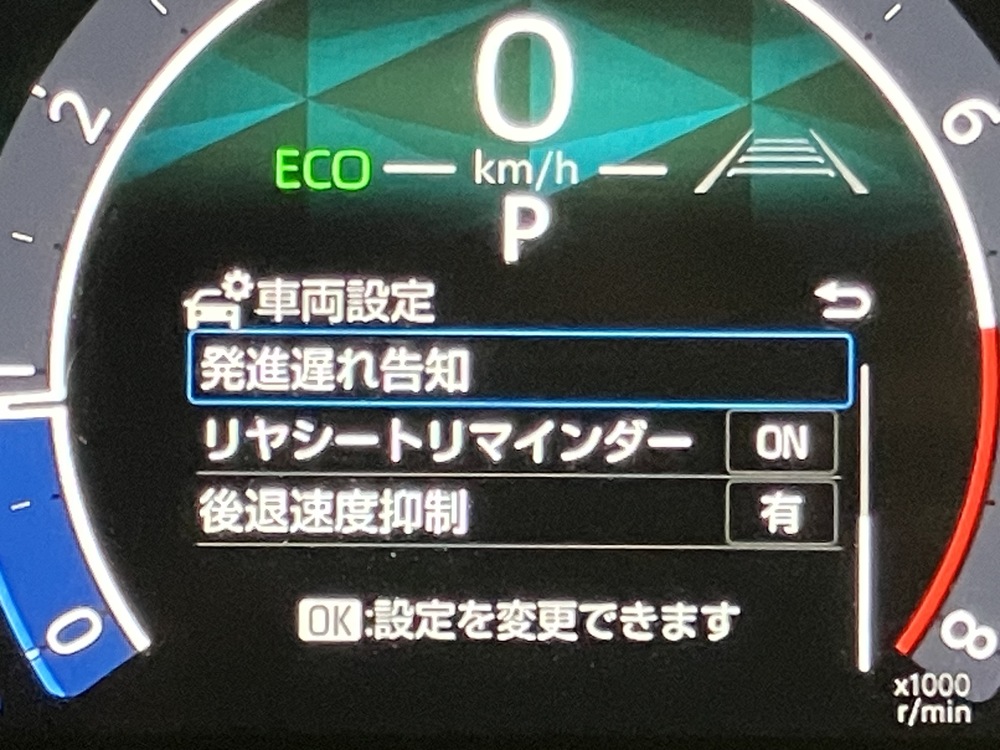 0
2
6
ECO
km/h
P
車両設定
発進遅れ告知
リヤシートリマインダー ON
後退速度抑制 有
OK:設定を変更できます
0
8
x1000
r/min